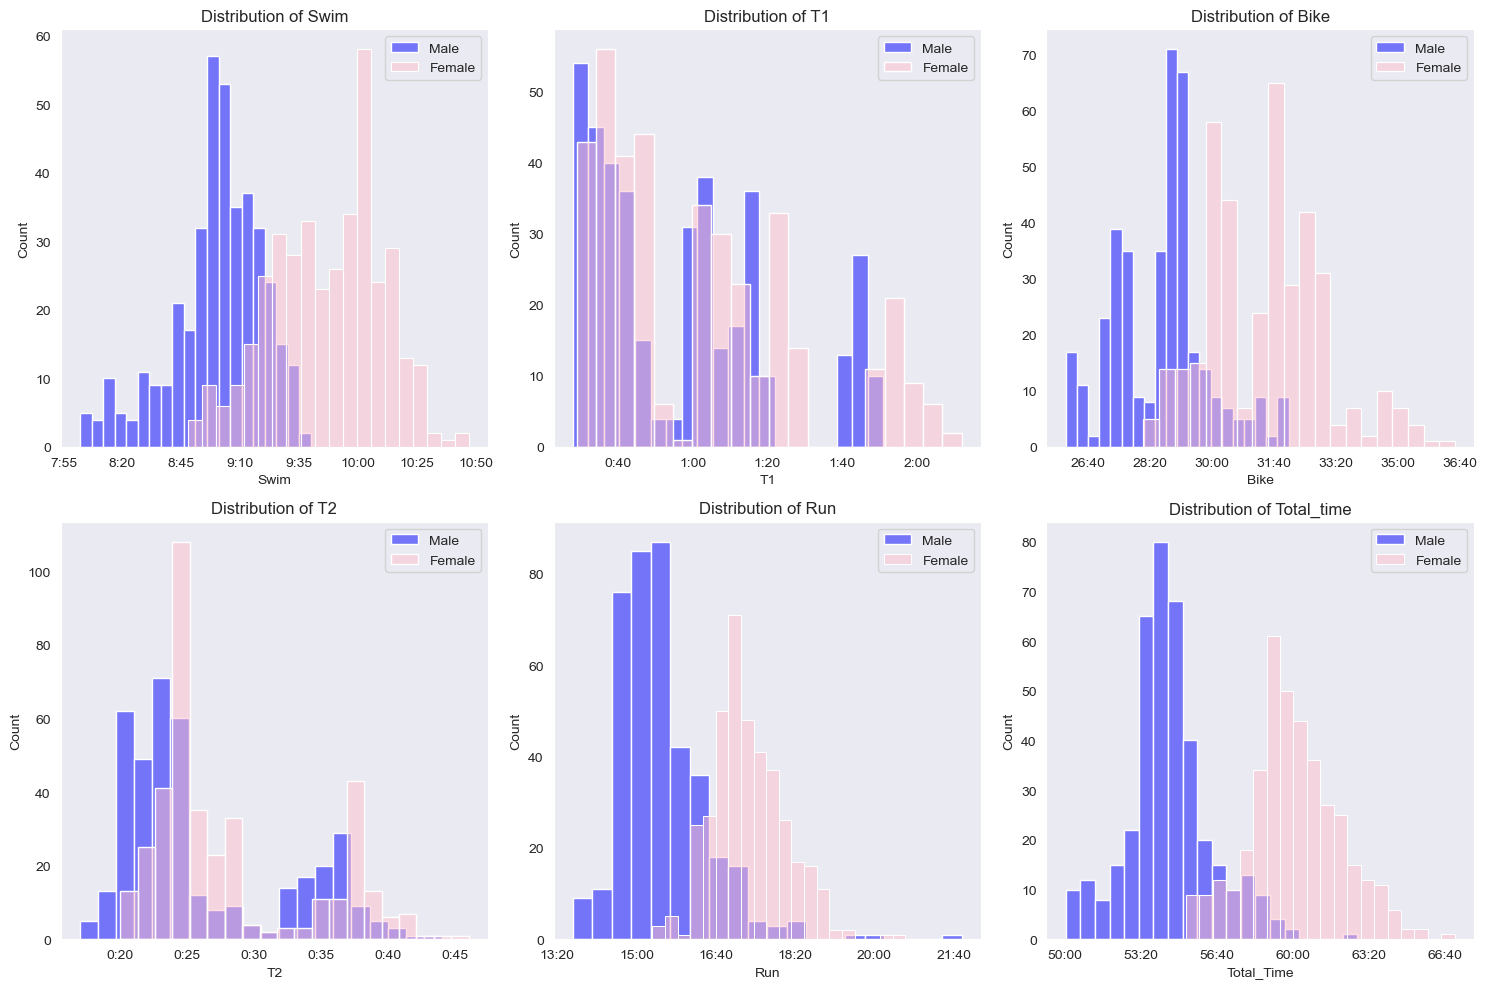 Distribution of Swim
Count
60
50
40
30
20
10
0
Male
Female
7:55 8:20 8:45 9:10 9:35 10:00 10:25 10:50
Swim
Distribution of T1
Count
50
40
30
20
10
0
Male
Female
0:40 1:00 1:20 1:40 2:00
T1
Distribution of Bike
Count
70
60
50
40
30
20
10
0
Male
Female
26:40 28:20 30:00 31:40 33:20 35:00 36:40
Bike
Distribution of T2
Count
100
80
60
40
20
0
Male
Female
0:20 0:25 0:30 0:35 0:40 0:45
T2
Distribution of Run
Count
80
60
40
20
0
Male
Female
13:20 15:00 16:40 18:20 20:00 21:40
Run
Distribution of Total_time
Count
80
70
60
50
40
30
20
10
0
Male
Female
50:00 53:20 56:40 60:00 63:20 66:40
Total_Time